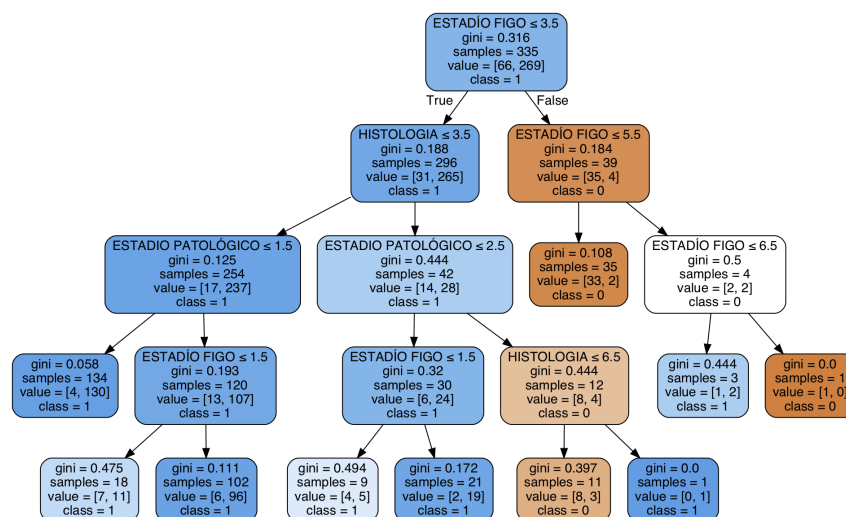 ESTADÍO FIGO ≤ 3.5
gini = 0.316
samples = 335
value = [66, 269]
class = 1
True
False
HISTOLOGIA ≤ 3.5
gini = 0.188
samples = 296
value = [31, 265]
class = 1
ESTADÍO FIGO ≤ 5.5
gini = 0.184
samples = 39
value = [35, 4]
class = 0
ESTADIO PATOLÓGICO ≤ 1.5
gini = 0.125
samples = 254
value = [17, 237]
class = 1
ESTADIO PATOLÓGICO ≤ 2.5
gini = 0.444
samples = 42
value = [14, 28]
class = 1
gini = 0.108
samples = 35
value = [33, 2]
class = 0
ESTADÍO FIGO ≤ 6.5
gini = 0.5
samples = 4
value = [2, 2]
class = 0
gini = 0.058
samples = 134
value = [4, 130]
class = 1
ESTADÍO FIGO ≤ 1.5
gini = 0.193
samples = 120
value = [13, 107]
class = 1
ESTADÍO FIGO ≤ 1.5
gini = 0.32
samples = 30
value = [6, 24]
class = 1
HISTOLOGIA ≤ 6.5
gini = 0.444
samples = 12
value = [8, 4]
class = 0
gini = 0.444
samples = 3
value = [1, 2]
class = 1
gini = 0.0
samples = 1
value = [1, 0]
class = 0
gini = 0.475
samples = 18
value = [7, 11]
class = 1
gini = 0.111
samples = 102
value = [6, 96]
class = 1
gini = 0.494
samples = 9
value = [4, 5]
class = 1
gini = 0.172
samples = 21
value = [2, 19]
class = 1
gini = 0.397
samples = 11
value = [8, 3]
class = 0
gini = 0.0
samples = 1
value = [0, 1]
class = 1